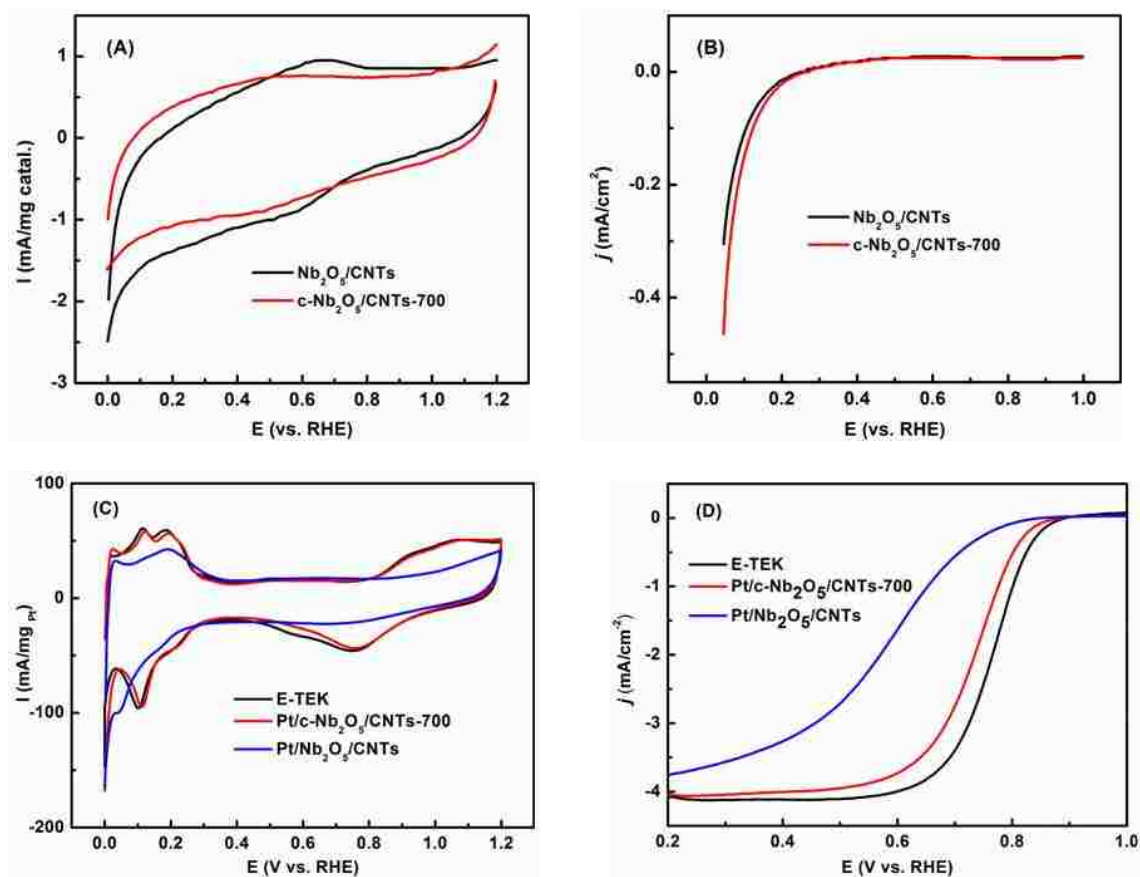 (A)
1
0
-1
-2
-3
I (mA/mg catal.)
Nb₂O₅/CNTs
c-Nb₂O₅/CNTs-700
0.0 0.2 0.4 0.6 0.8 1.0 1.2
E (vs. RHE)
(B)
0.0
-0.2
-0.4
j (mA/cm²)
Nb₂O₅/CNTs
c-Nb₂O₅/CNTs-700
0.0 0.2 0.4 0.6 0.8 1.0
E (vs. RHE)
(C)
100
0
-100
-200
I (mA/mg Pt)
E-TEK
Pt/c-Nb₂O₅/CNTs-700
Pt/Nb₂O₅/CNTs
0.0 0.2 0.4 0.6 0.8 1.0 1.2
E (V vs. RHE)
(D)
0
-1
-2
-3
-4
j (mA/cm⁻²)
E-TEK
Pt/c-Nb₂O₅/CNTs-700
Pt/Nb₂O₅/CNTs
0.2 0.4 0.6 0.8 1.0
E (V vs. RHE)